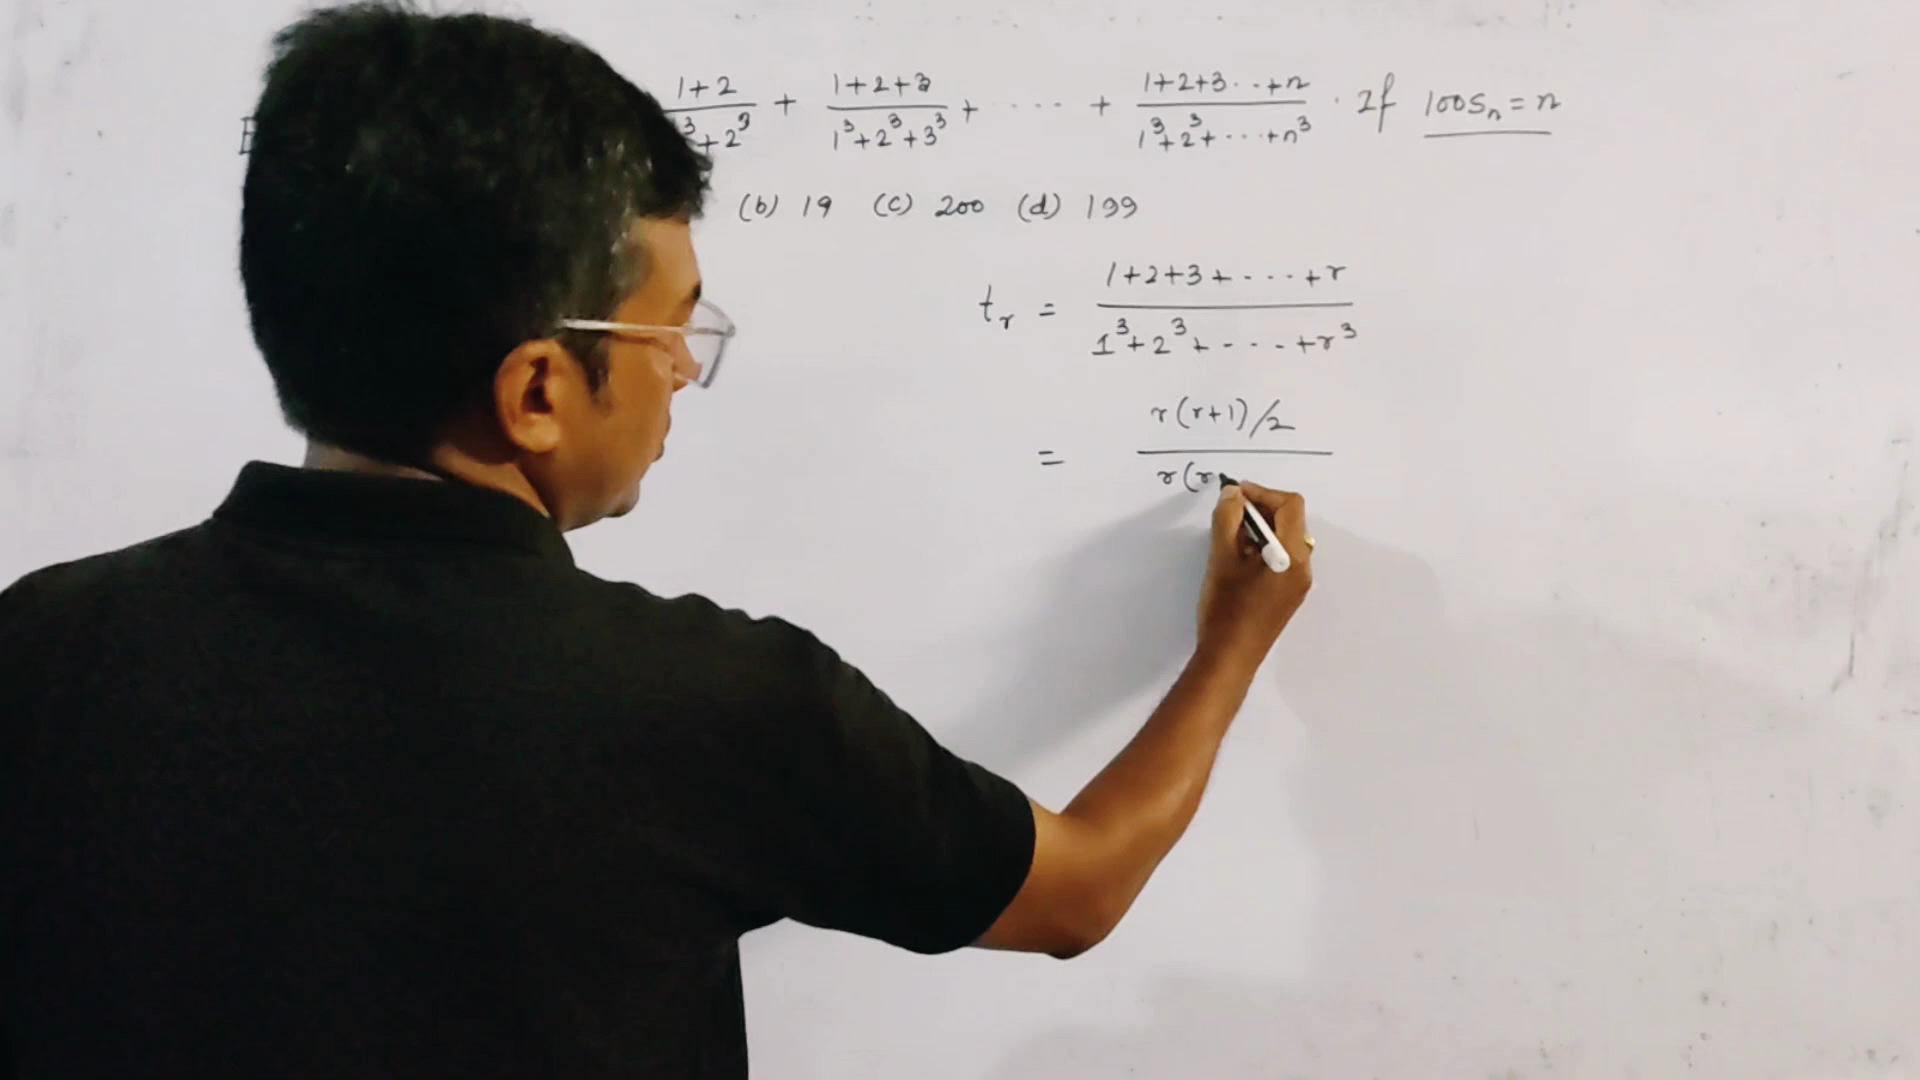 1+2 / 1³+2³ + 1+2+3 / 1³+2³+3³ + .... + 1+2+3...+n / 1³+2³+...+n³ . If 100Sₙ = n
(b) 19 (c) 200 (d) 199
tᵣ = 1+2+3+....+r / 1³+2³+....+r³
= r(r+1)/2 / r(r